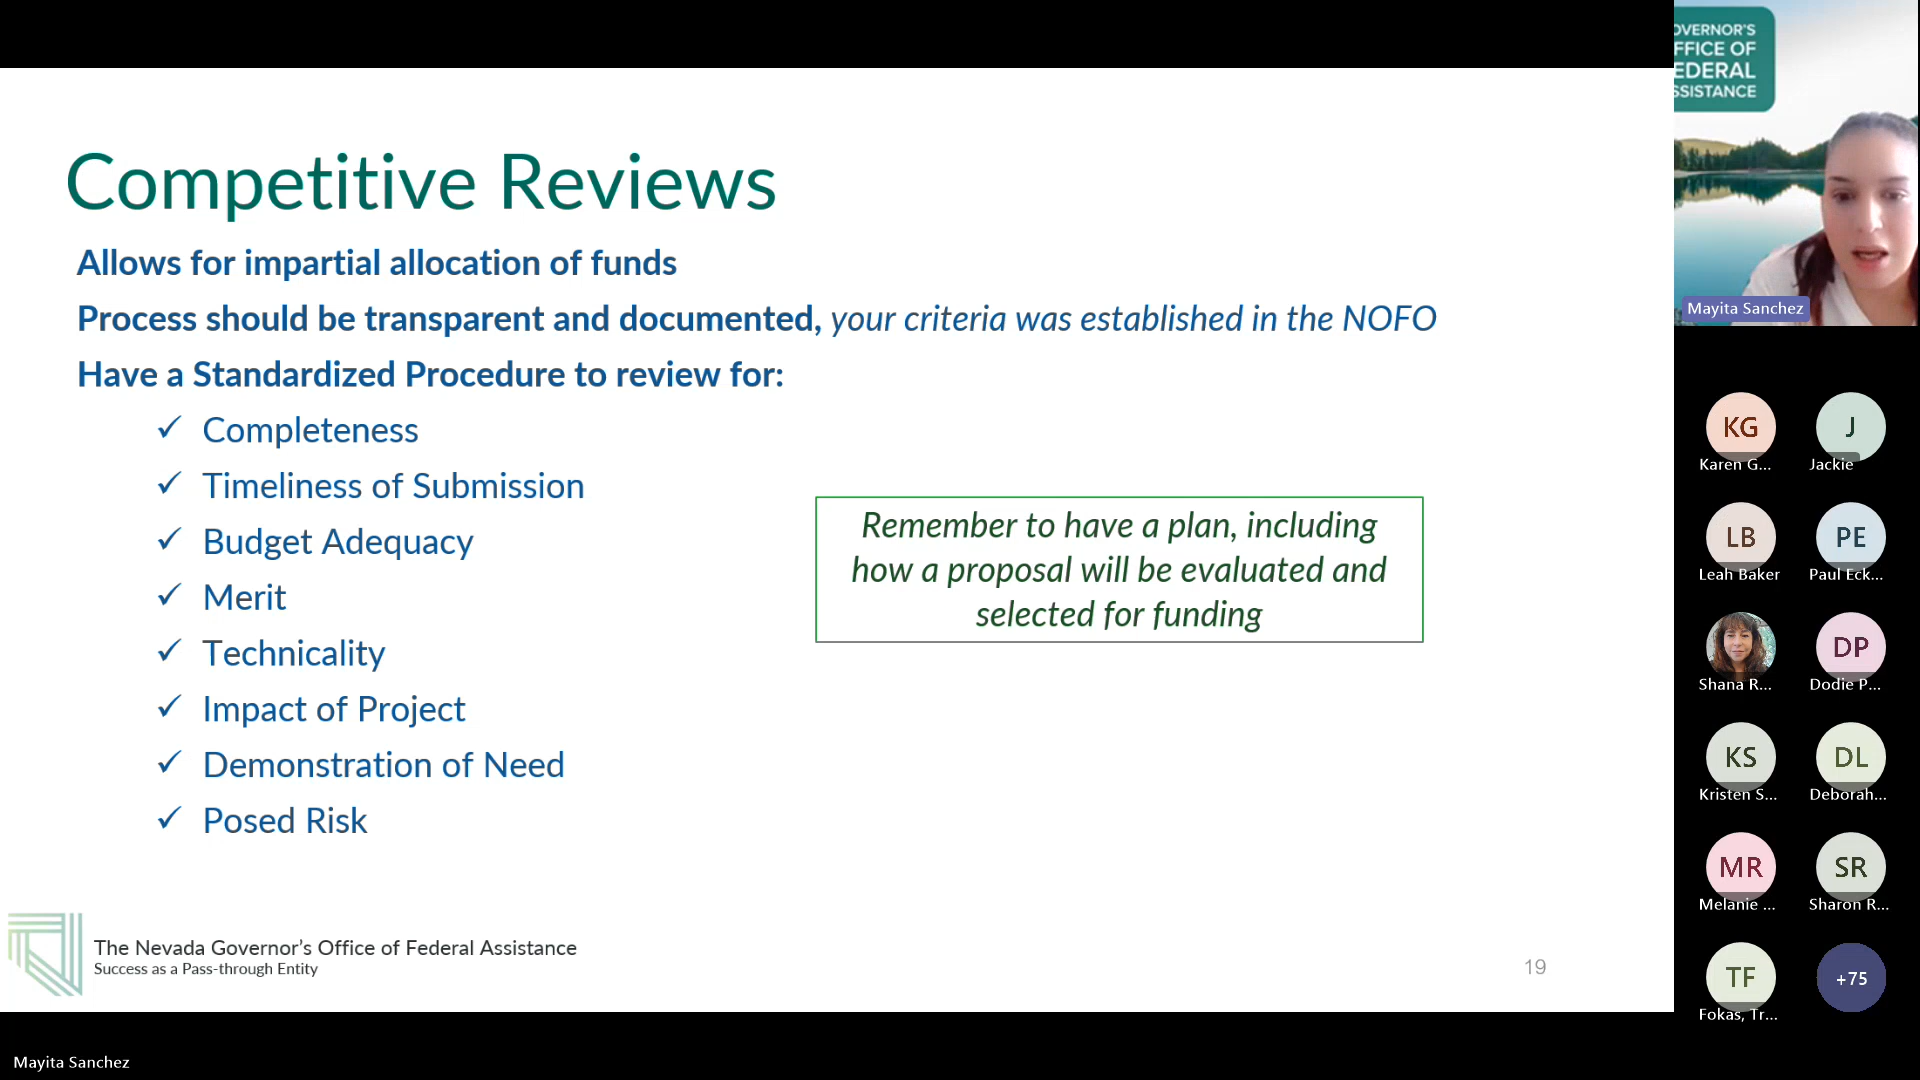 Competitive Reviews
Allows for impartial allocation of funds
Process should be transparent and documented, your criteria was established in the NOFO
Have a Standardized Procedure to review for:
✓ Completeness
✓ Timeliness of Submission
✓ Budget Adequacy
✓ Merit
✓ Technicality
✓ Impact of Project
✓ Demonstration of Need
✓ Posed Risk
Remember to have a plan, including
how a proposal will be evaluated and
selected for funding
The Nevada Governor's Office of Federal Assistance
Success as a Pass-through Entity
19
Mayita Sanchez
OVERNOR'S
FFICE OF
EDERAL
SSISTANCE
Mayita Sanchez
KG
Karen G...
J
Jackie
LB
Leah Baker
PE
Paul Eck...
Shana R...
DP
Dodie P...
KS
Kristen S...
DL
Deborah...
MR
Melanie ...
SR
Sharon R...
TF
Fokas, Tr...
+75